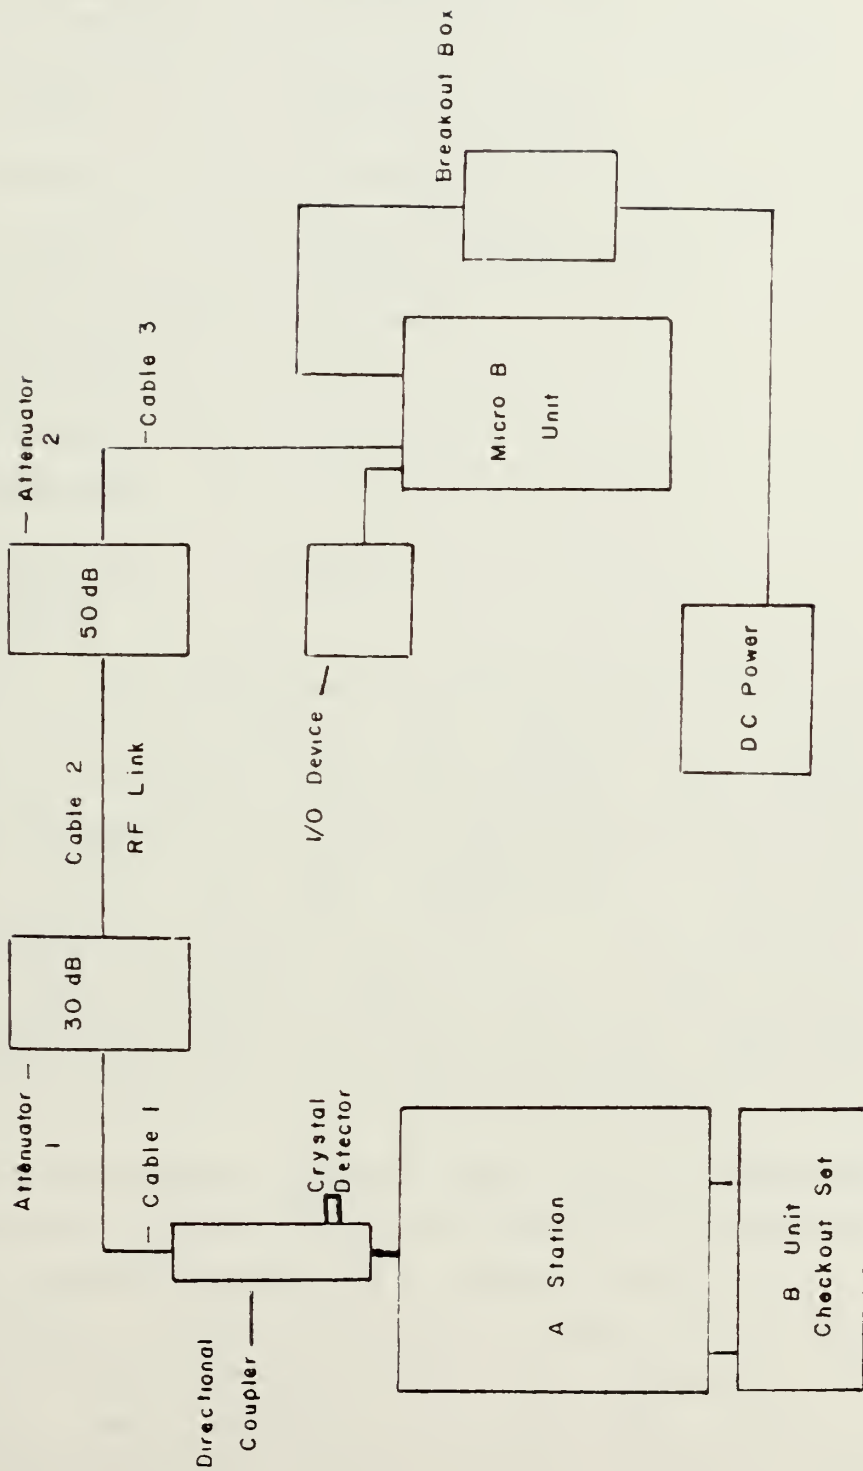 Attenuator
1
Cable 1
30 dB
Cable 2
RF Link
50 dB
Attenuator
2
Cable 3
Directional
Coupler
Crystal
Detector
A Station
B Unit
Checkout Set
I/O Device
Micro B
Unit
Breakout Box
DC Power